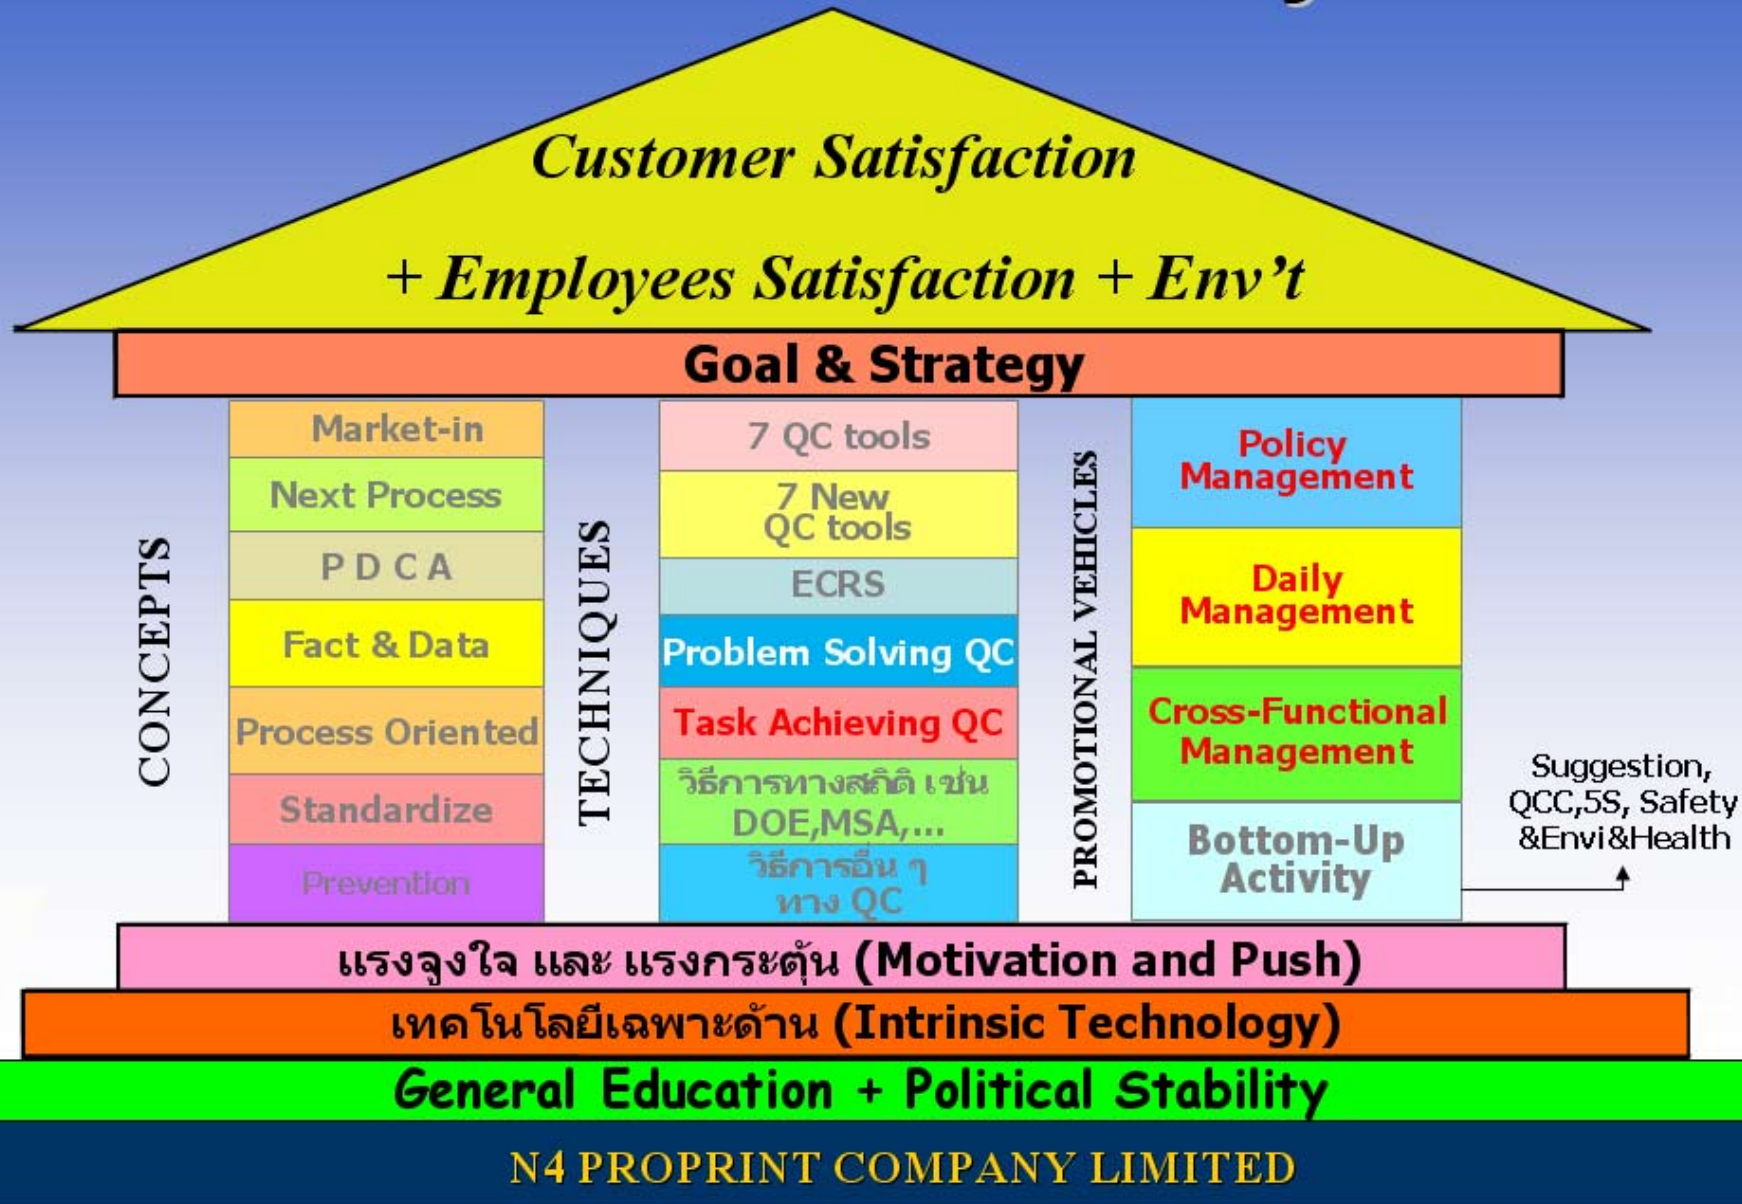 Customer Satisfaction
+ Employees Satisfaction + Env’t
Goal & Strategy
CONCEPTS
Market-in
Next Process
P D C A
Fact & Data
Process Oriented
Standardize
Prevention
TECHNIQUES
7 QC tools
7 New
QC tools
ECRS
Problem Solving QC
Task Achieving QC
วิธีการทางสถิติ เช่น
DOE,MSA,...
วิธีการอื่น ๆ
ทาง QC
PROMOTIONAL VEHICLES
Policy
Management
Daily
Management
Cross-Functional
Management
Bottom-Up
Activity
Suggestion,
QCC,5S, Safety
&Envi&Health
แรงจูงใจ และ แรงกระตุ้น (Motivation and Push)
เทคโนโลยีเฉพาะด้าน (Intrinsic Technology)
General Education + Political Stability
N4 PROPRINT COMPANY LIMITED